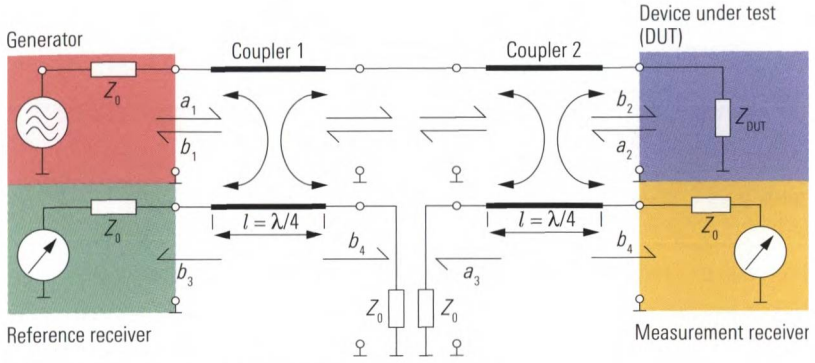 Generator
Coupler 1
Coupler 2
Device under test
(DUT)
Z0
a1
b1
b2
a2
ZDUT
Z0
l = λ/4
b3
b4
Z0
Z0
a3
l = λ/4
b4
Z0
Reference receiver
Measurement receiver